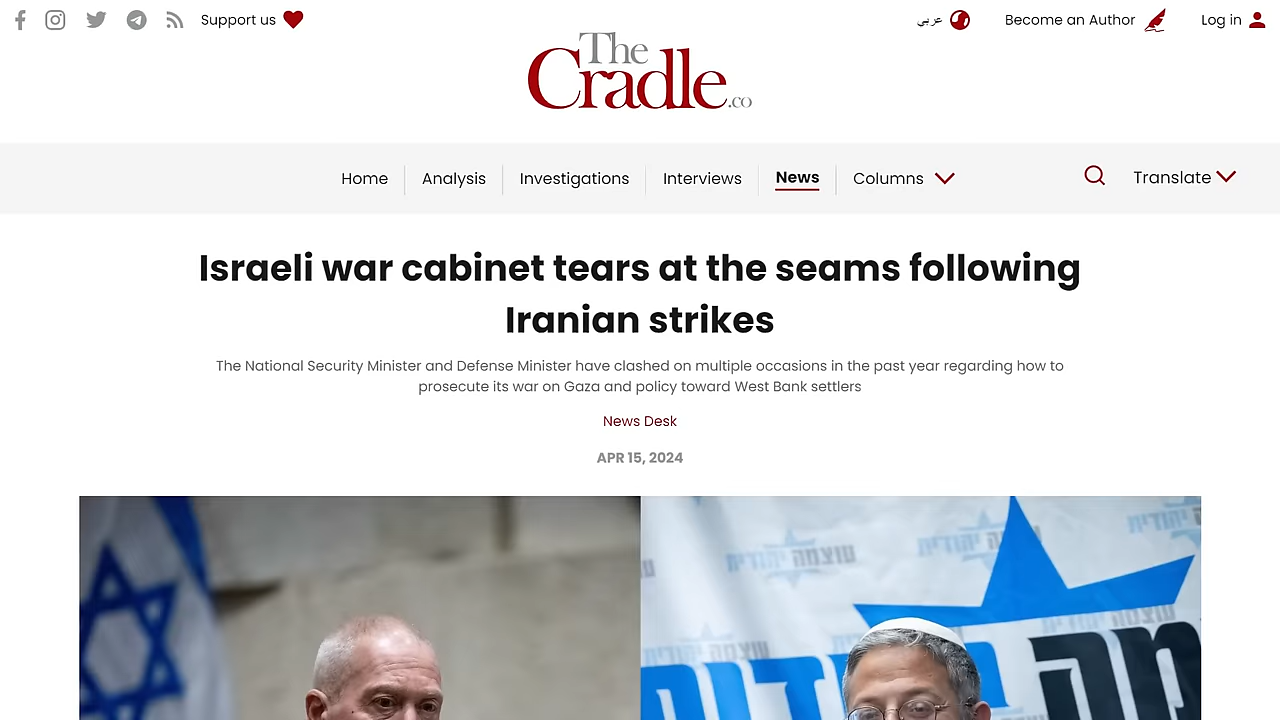 Support us
عربي
Become an Author
Log in
The
Cradle.co
Home
Analysis
Investigations
Interviews
News
Columns
Translate
Israeli war cabinet tears at the seams following
Iranian strikes
The National Security Minister and Defense Minister have clashed on multiple occasions in the past year regarding how to
prosecute its war on Gaza and policy toward West Bank settlers
News Desk
APR 15, 2024
עוצמה יהודית